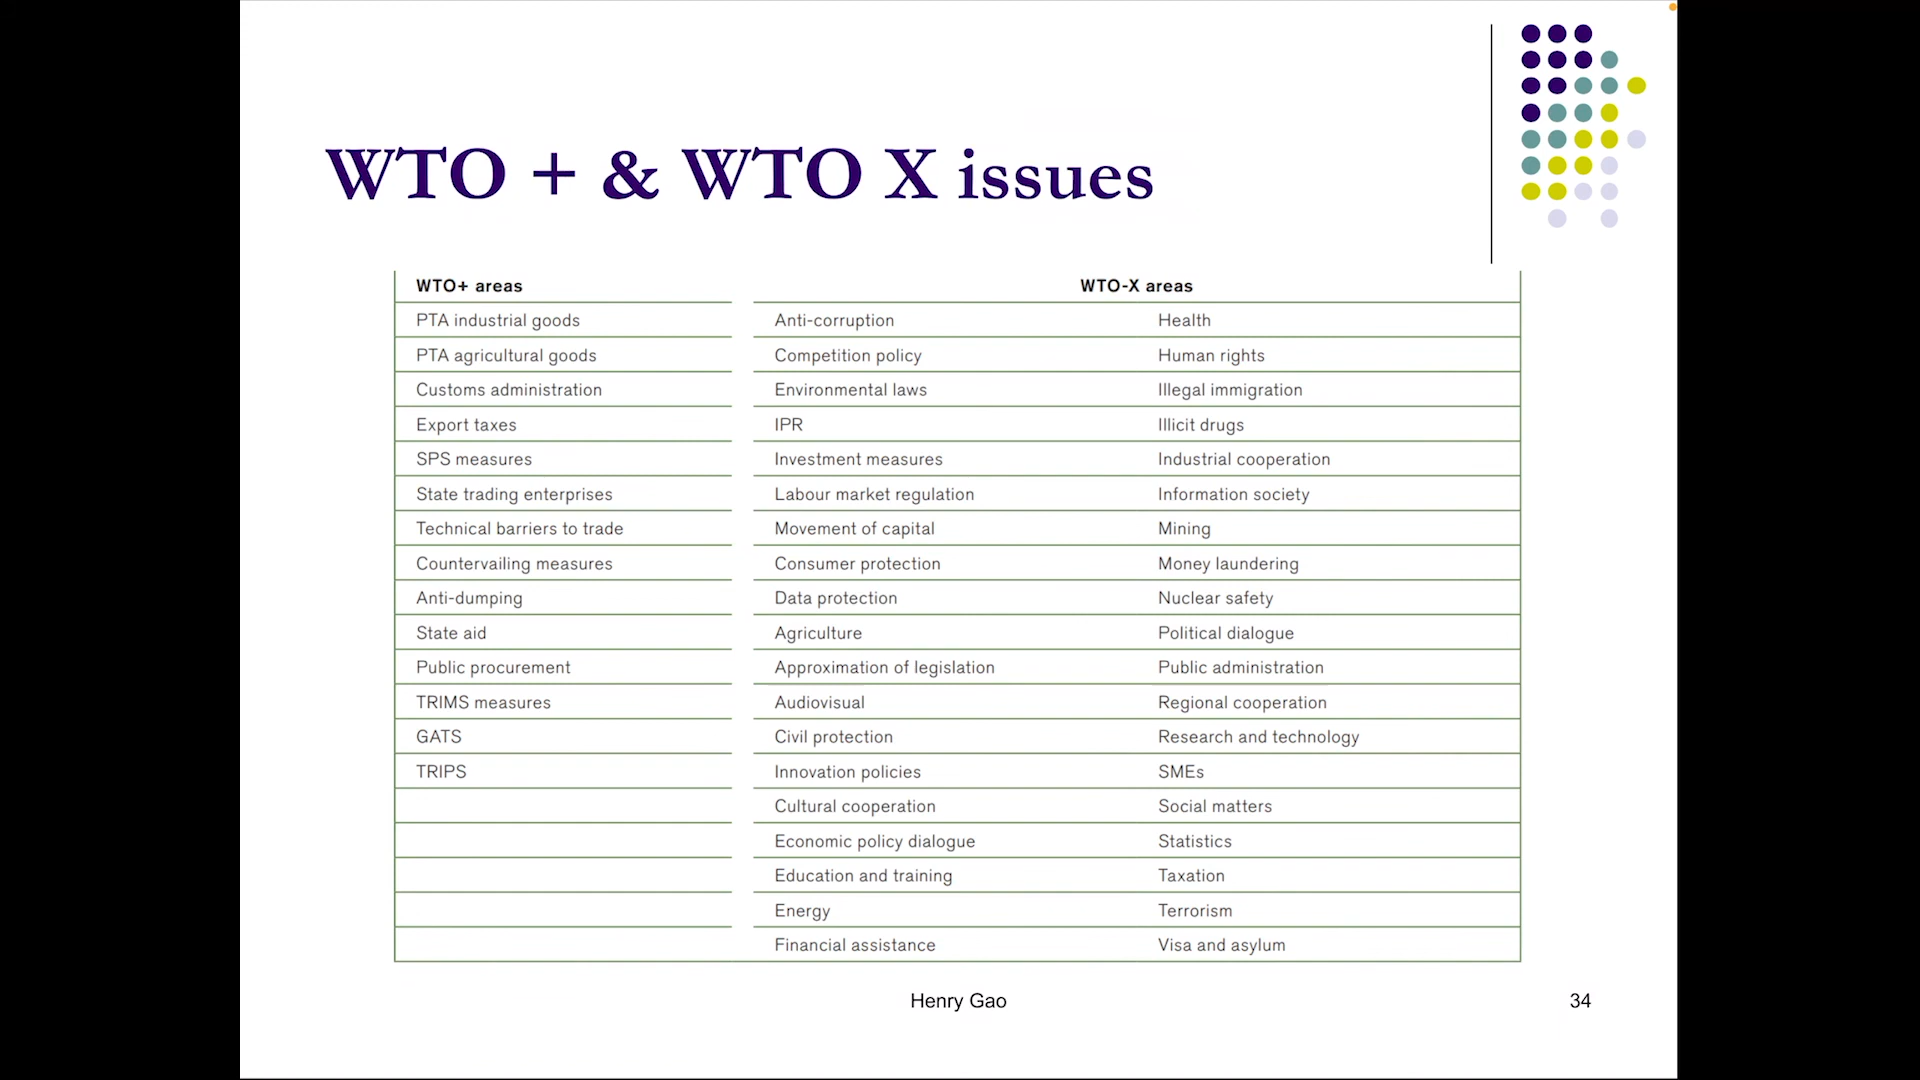 WTO + & WTO X issues
WTO+ areas WTO-X areas
PTA industrial goods Anti-corruption Health
PTA agricultural goods Competition policy Human rights
Customs administration Environmental laws Illegal immigration
Export taxes IPR Illicit drugs
SPS measures Investment measures Industrial cooperation
State trading enterprises Labour market regulation Information society
Technical barriers to trade Movement of capital Mining
Countervailing measures Consumer protection Money laundering
Anti-dumping Data protection Nuclear safety
State aid Agriculture Political dialogue
Public procurement Approximation of legislation Public administration
TRIMS measures Audiovisual Regional cooperation
GATS Civil protection Research and technology
TRIPS Innovation policies SMEs
Cultural cooperation Social matters
Economic policy dialogue Statistics
Education and training Taxation
Energy Terrorism
Financial assistance Visa and asylum
Henry Gao 34